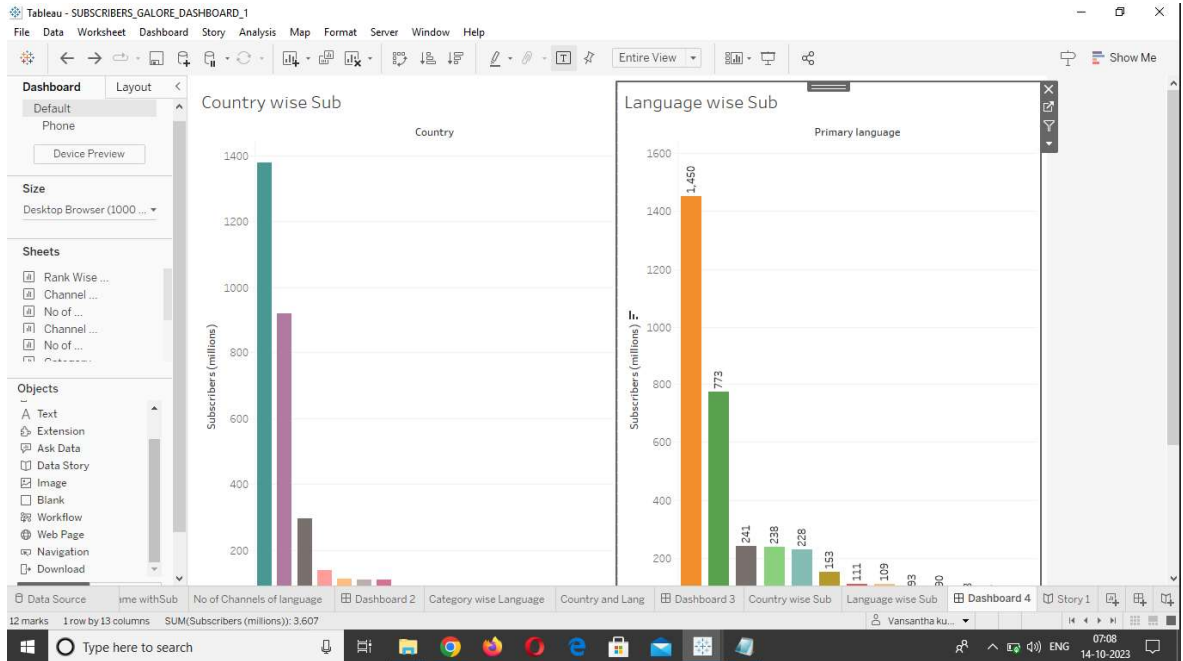 Tableau - SUBSCRIBERS_GALORE_DASHBOARD_1
File Data Worksheet Dashboard Story Analysis Map Format Server Window Help
Entire View
Show Me
Dashboard Layout
Default
Phone
Device Preview
Size
Desktop Browser (1000 ...
Sheets
Rank Wise ...
Channel ...
No of ...
Channel ...
No of ...
Objects
A Text
Extension
Ask Data
Data Story
Image
Blank
Workflow
Web Page
Navigation
Download
Country wise Sub
Country
Subscribers (millions)
1400
1200
1000
800
600
400
200
Language wise Sub
Primary language
Subscribers (millions)
1600
1400
1200
1000
800
600
400
200
1,450
773
241
238
228
153
111
109
Data Source ame withSub No of Channels of language Dashboard 2 Category wise Language Country and Lang Dashboard 3 Country wise Sub Language wise Sub Dashboard 4 Story 1
12 marks 1 row by 13 columns SUM(Subscribers (millions)): 3,607
Vansantha ku...
Type here to search
ENG
07:08
14-10-2023